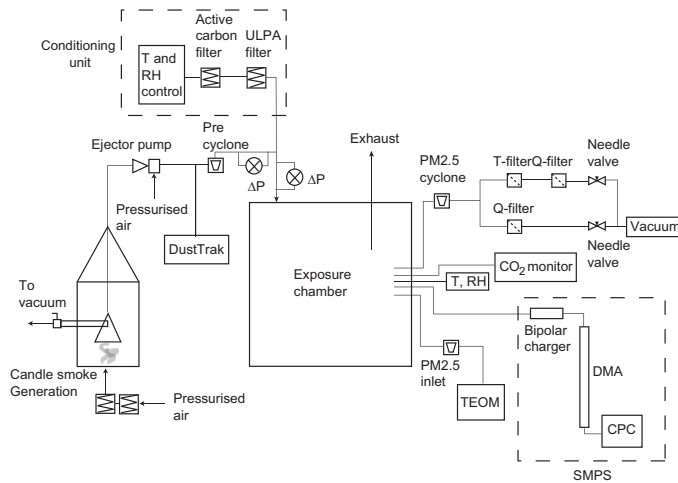 Conditioning
unit
Active
carbon
filter
ULPA
filter
T and
RH
control
Ejector pump
Pre
cyclone
ΔP
ΔP
Pressurised
air
DustTrak
Exhaust
PM2.5
cyclone
T-filter
Q-filter
Needle
valve
Q-filter
Vacuum
Needle
valve
CO2 monitor
T, RH
Exposure
chamber
To
vacuum
Candle smoke
Generation
Pressurised
air
PM2.5
inlet
TEOM
Bipolar
charger
DMA
CPC
SMPS